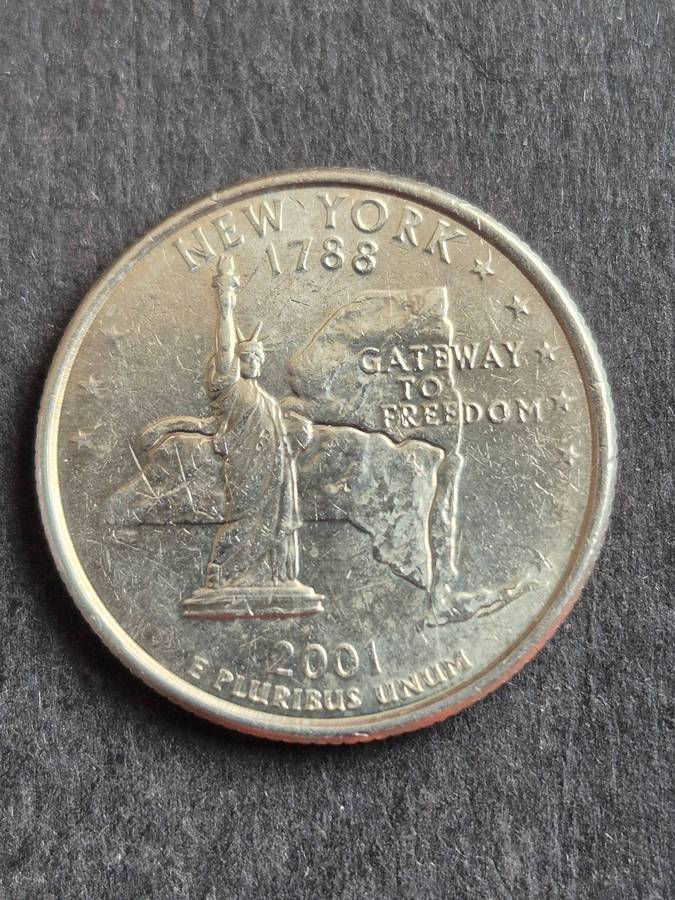 NEW YORK
1788
GATEWAY
TO
FREEDOM
2001
E PLURIBUS UNUM